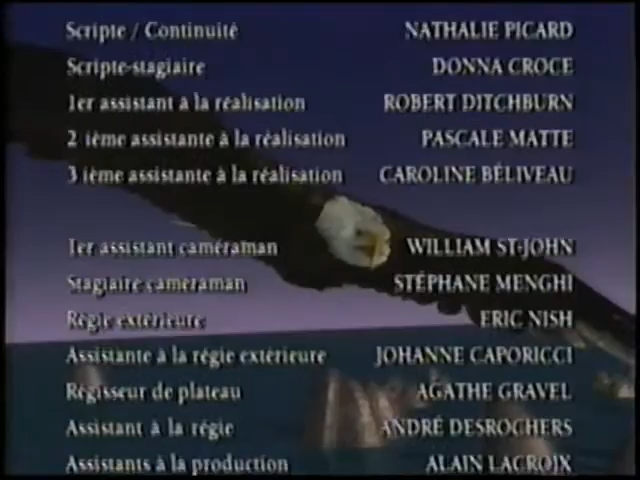 Scripte / Continuité NATHALIE PICARD
Scripte-stagiaire DONNA CROCE
1er assistant à la réalisation ROBERT DITCHBURN
2 ième assistante à la réalisation PASCALE MATTE
3 ième assistante à la réalisation CAROLINE BÉLIVEAU
1er assistant caméraman WILLIAM ST-JOHN
Stagiaire caméraman STÉPHANE MENGHI
Régie extérieure ERIC NISH
Assistante à la régie extérieure JOHANNE CAPORICCI
Régisseur de plateau AGATHE GRAVEL
Assistant à la régie ANDRÉ DESROCHERS
Assistants à la production ALAIN LACROIX